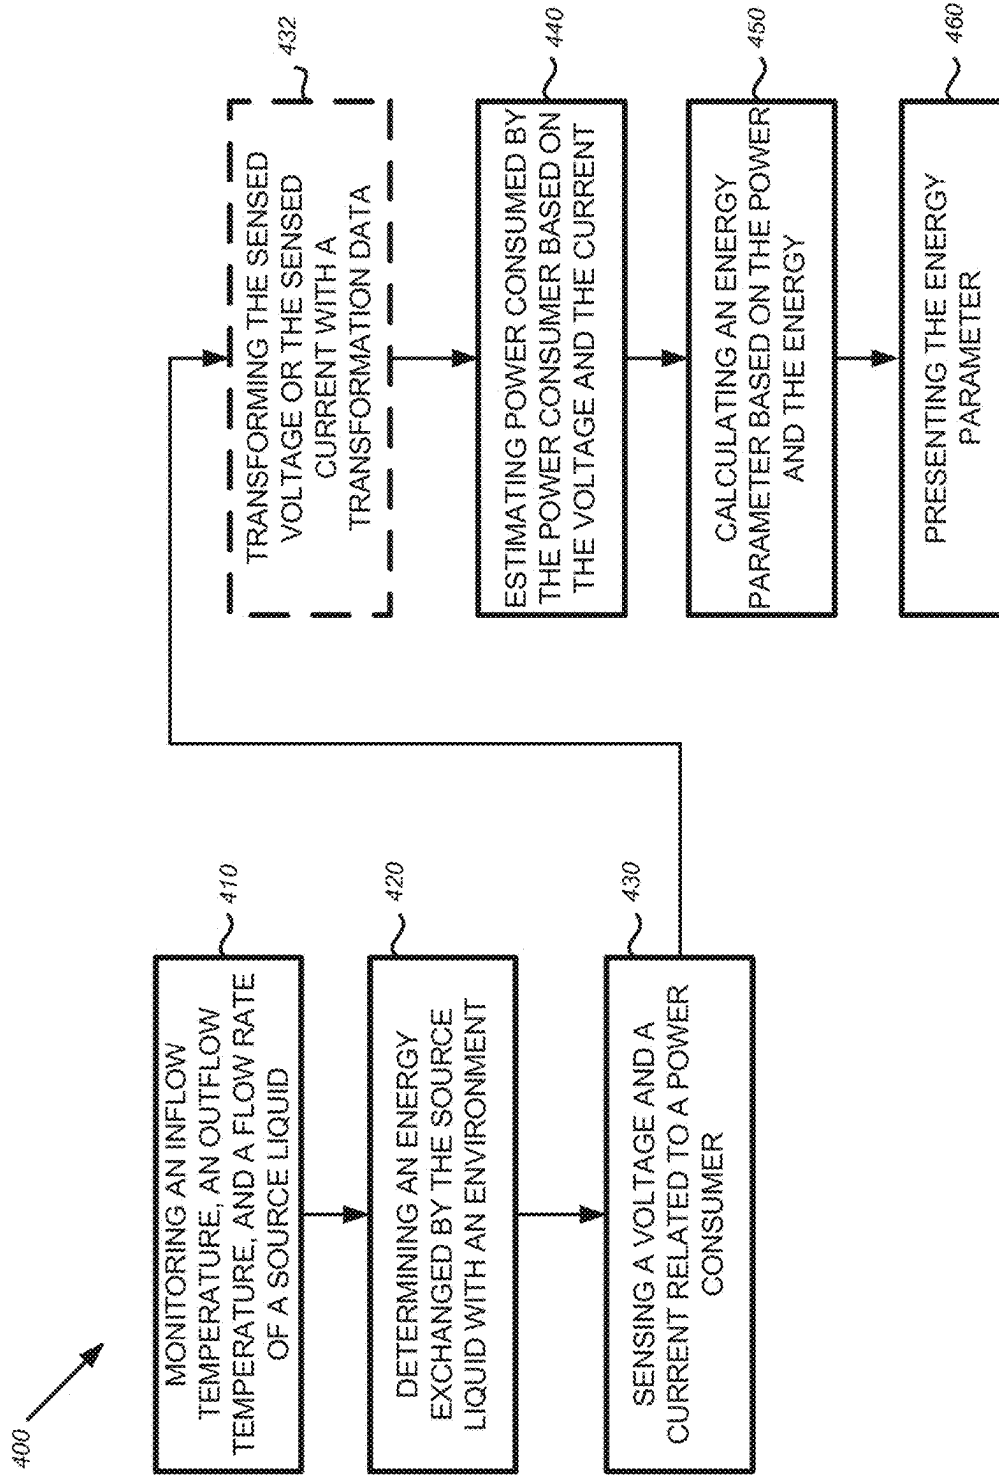 400
410
MONITORING AN INFLOW
TEMPERATURE, AN OUTFLOW
TEMPERATURE, AND A FLOW RATE
OF A SOURCE LIQUID
420
DETERMINING AN ENERGY
EXCHANGED BY THE SOURCE
LIQUID WITH AN ENVIRONMENT
430
SENSING A VOLTAGE AND A
CURRENT RELATED TO A POWER
CONSUMER
432
TRANSFORMING THE SENSED
VOLTAGE OR THE SENSED
CURRENT WITH A
TRANSFORMATION DATA
440
ESTIMATING POWER CONSUMED BY
THE POWER CONSUMER BASED ON
THE VOLTAGE AND THE CURRENT
450
CALCULATING AN ENERGY
PARAMETER BASED ON THE POWER
AND THE ENERGY
460
PRESENTING THE ENERGY
PARAMETER